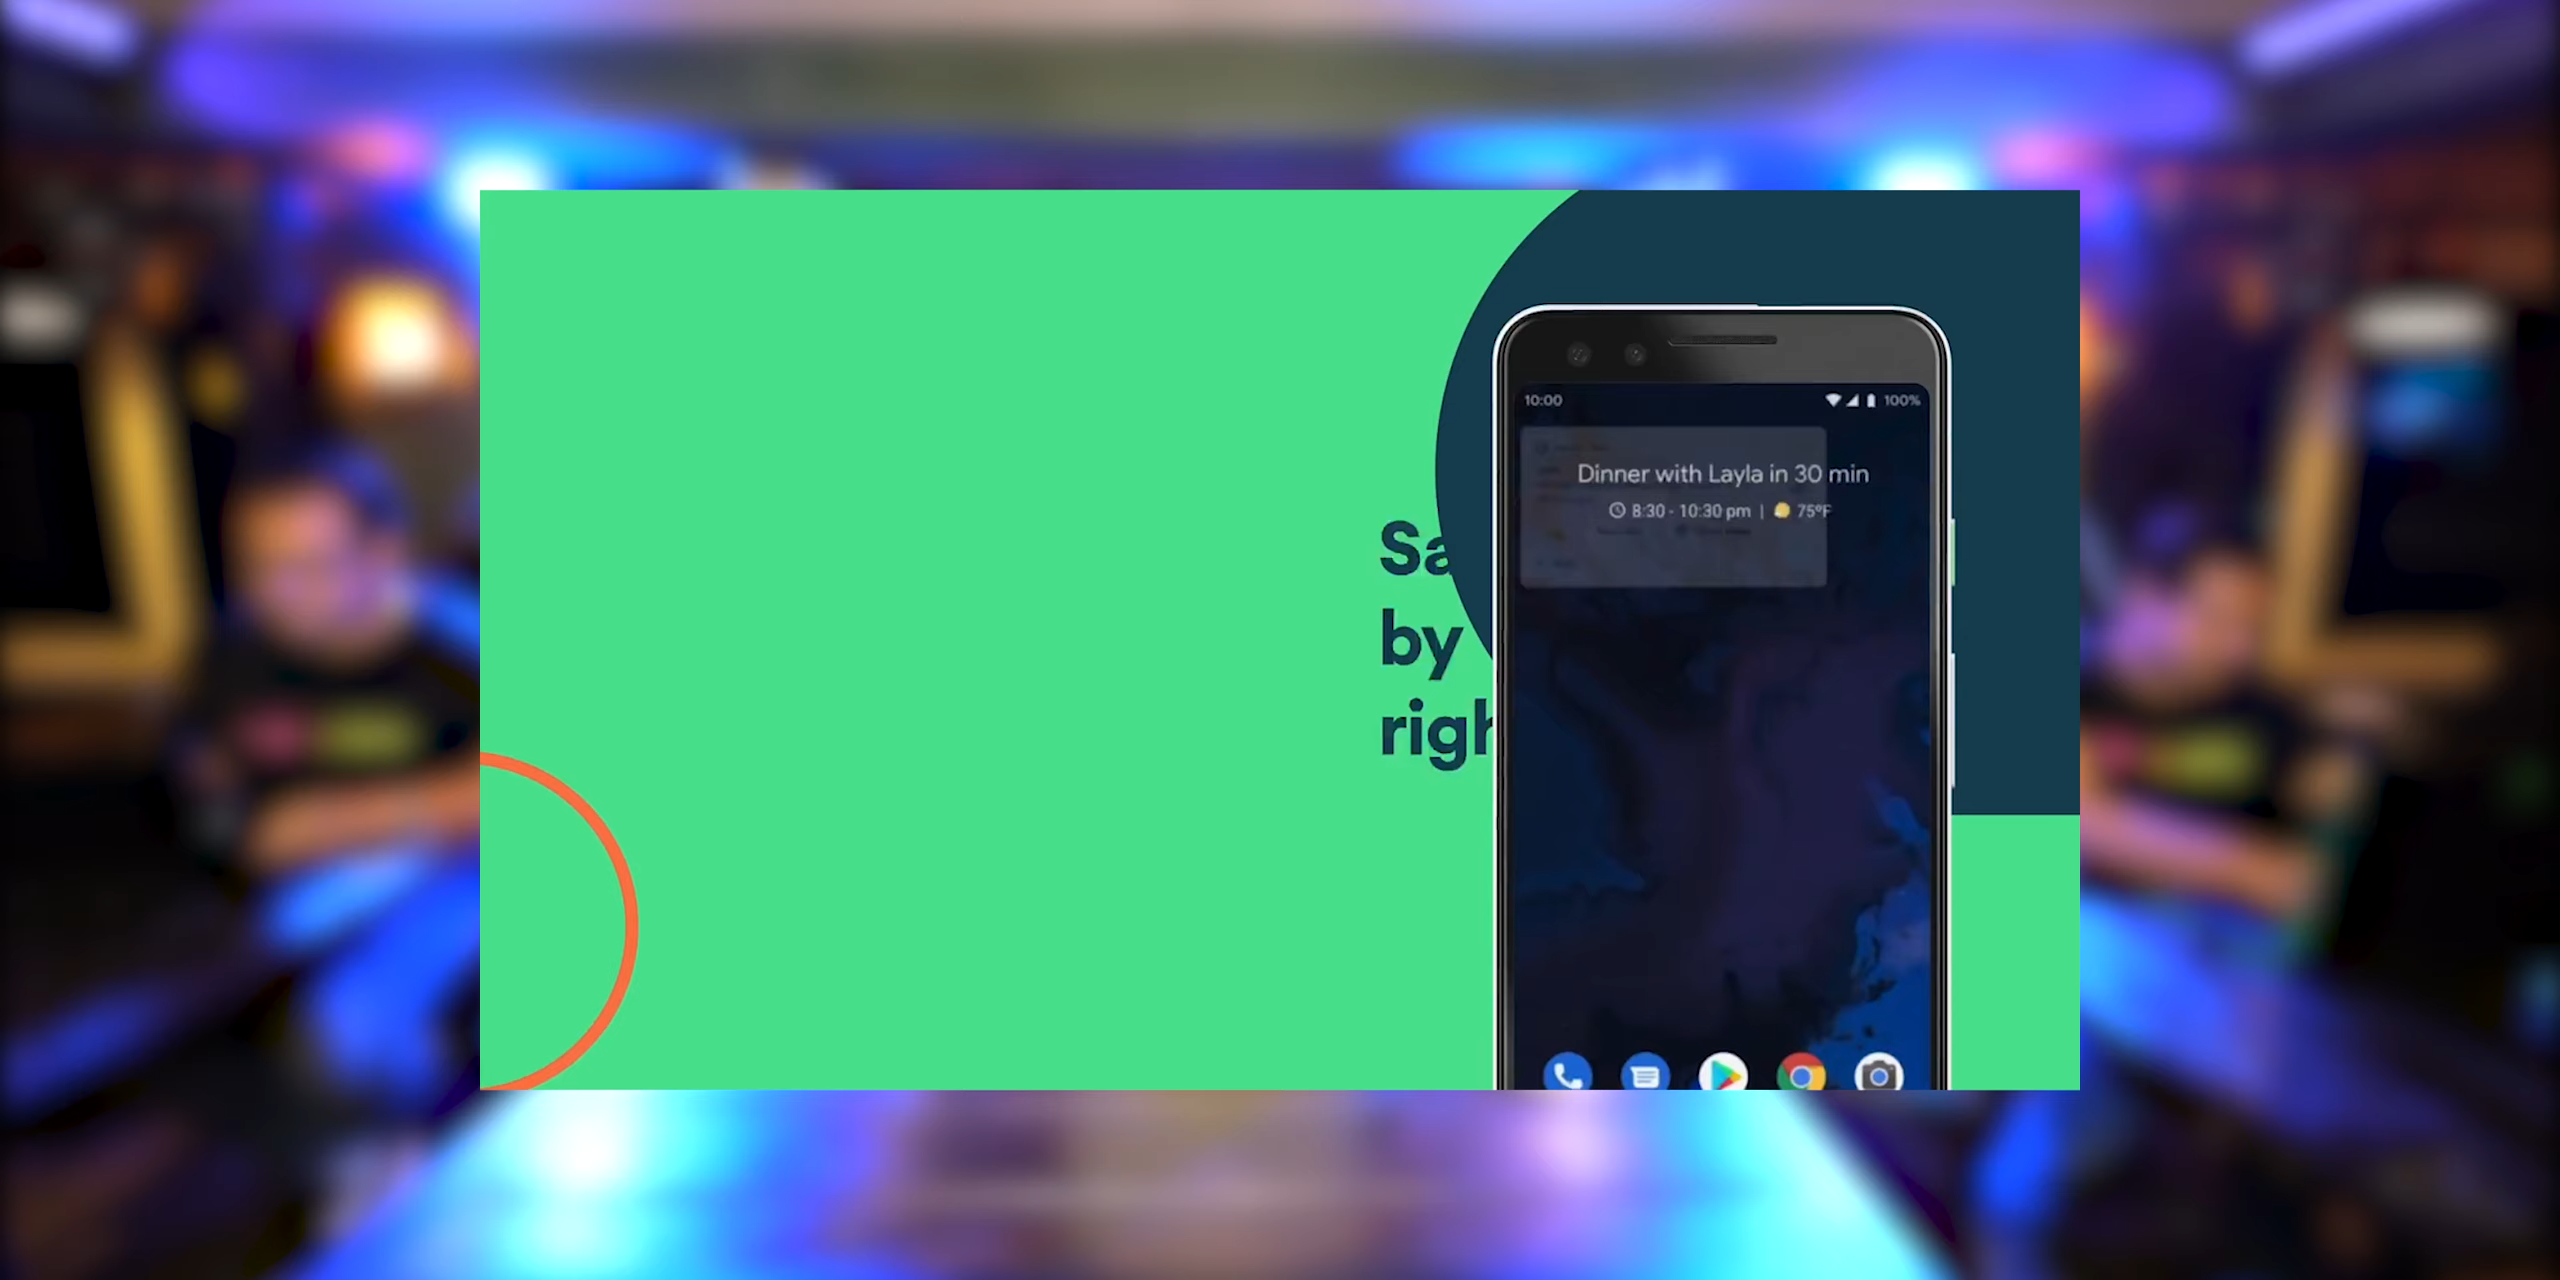 Sa
by
righ
10:00 100%
Dinner with Layla in 30 min
8:30 - 10:30 pm | 75°F